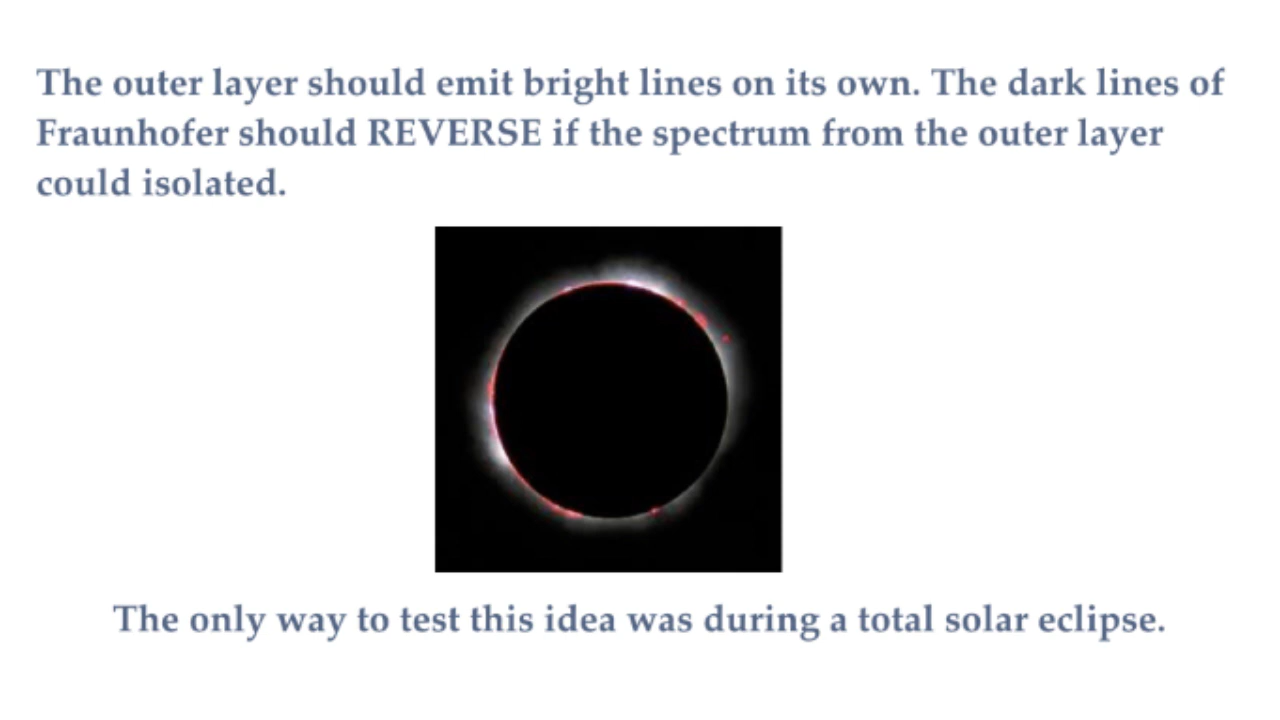 The outer layer should emit bright lines on its own. The dark lines of
Fraunhofer should REVERSE if the spectrum from the outer layer
could isolated.
The only way to test this idea was during a total solar eclipse.